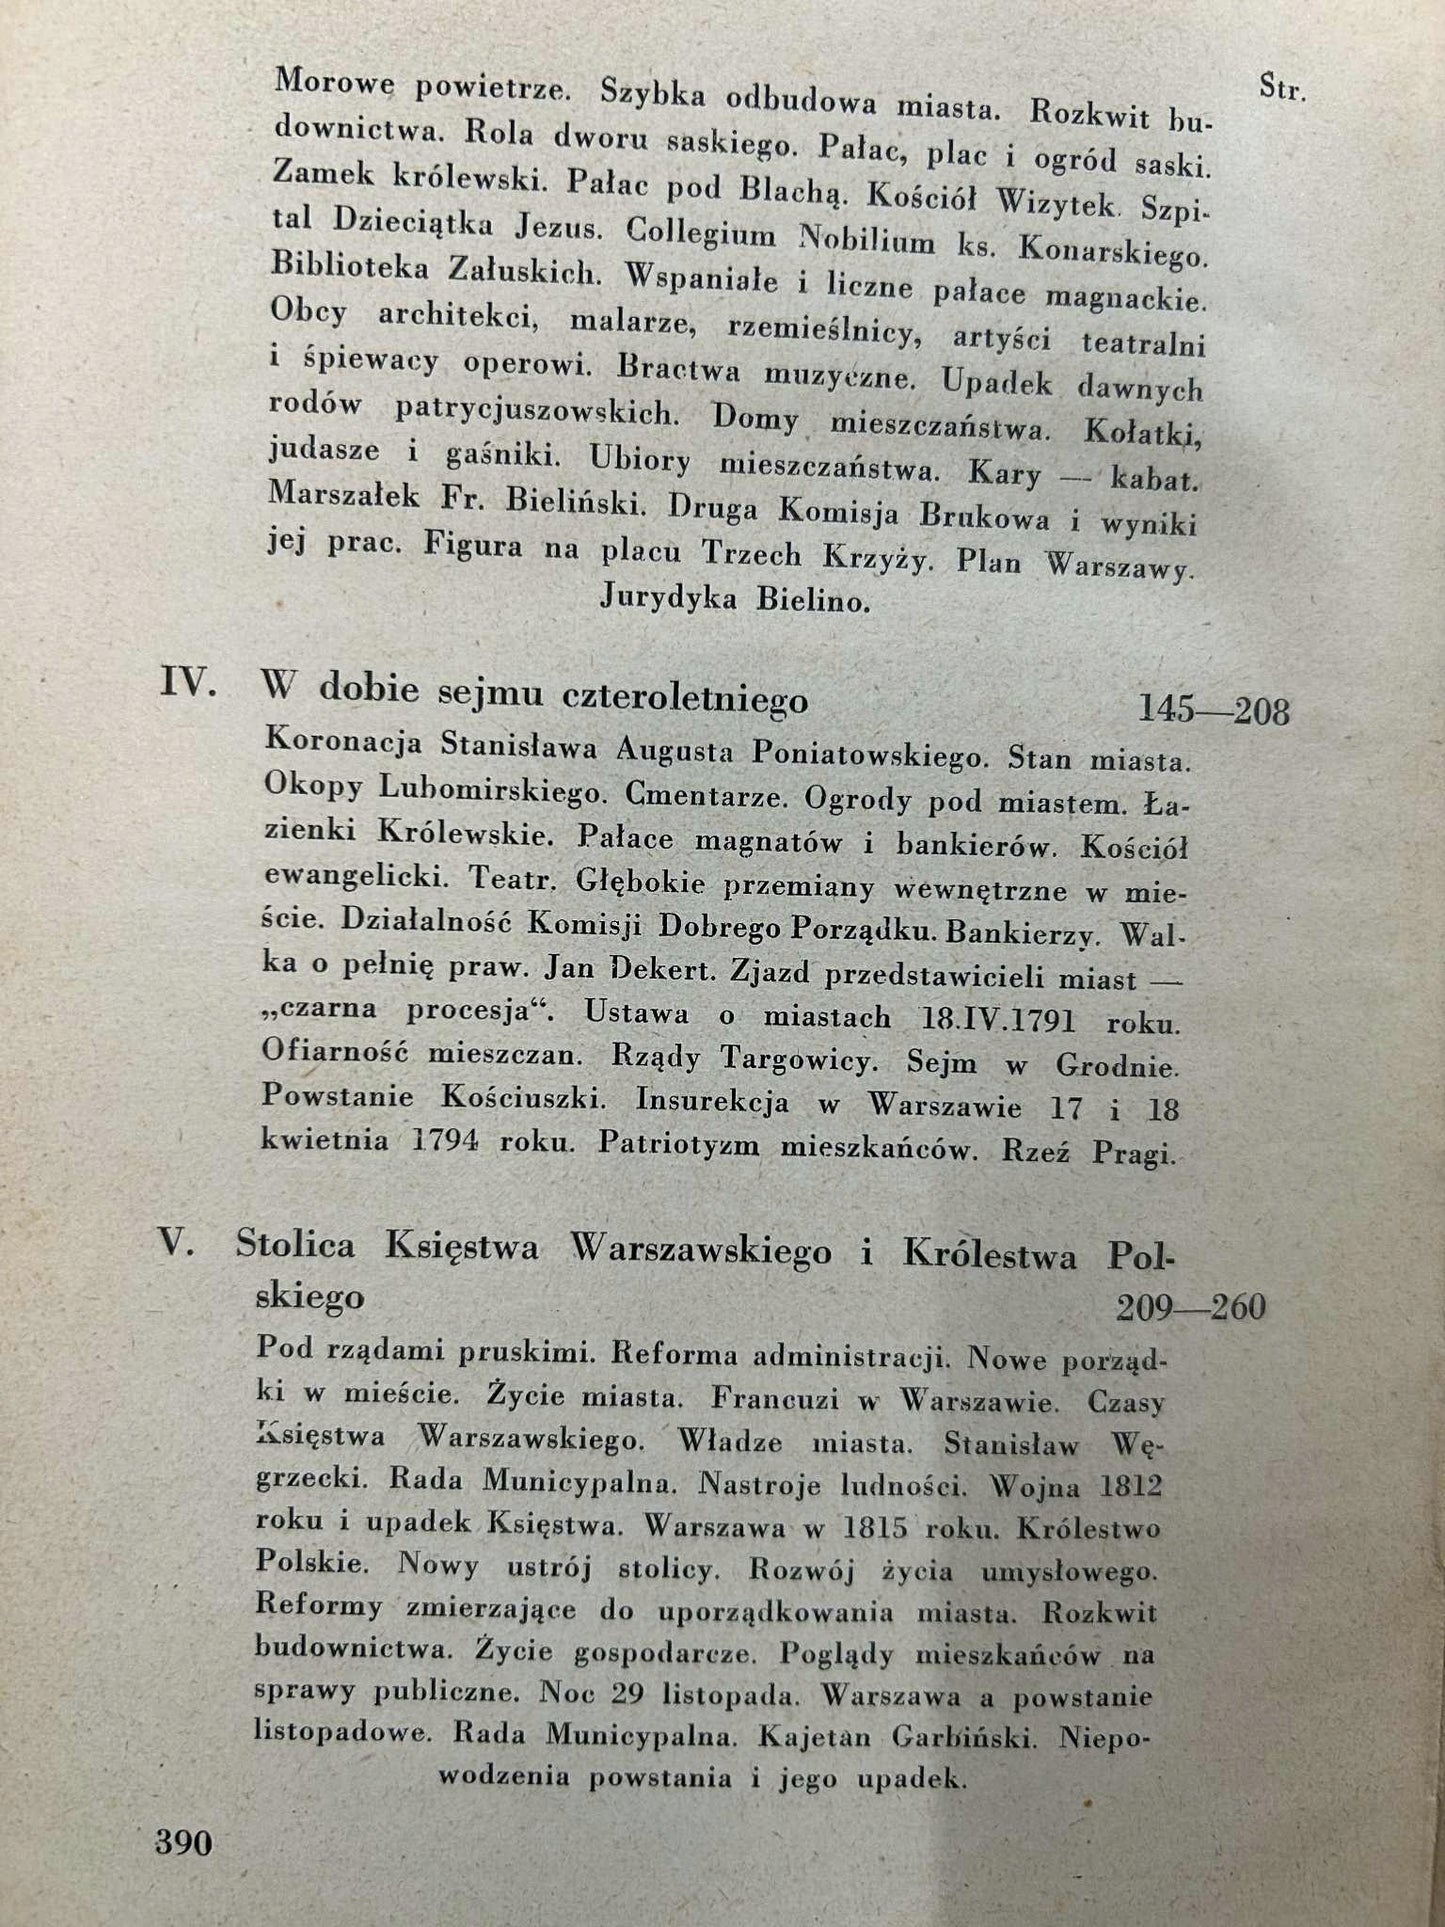 Str.
Morowe powietrze. Szybka odbudowa miasta. Rozkwit bu-
downictwa. Rola dworu saskiego. Pałac, plac i ogród saski.
Zamek królewski. Pałac pod Blachą. Kościół Wizytek. Szpi-
tal Dzieciątka Jezus. Collegium Nobilium ks. Konarskiego.
Biblioteka Załuskich. Wspaniałe i liczne pałace magnackie.
Obcy architekci, malarze, rzemieślnicy, artyści teatralni
i śpiewacy operowi. Bractwa muzyczne. Upadek dawnych
rodów patrycjuszowskich. Domy mieszczaństwa. Kołatki,
judasze i gaśniki. Ubiory mieszczaństwa. Kary — kabat.
Marszałek Fr. Bieliński. Druga Komisja Brukowa i wyniki
jej prac. Figura na placu Trzech Krzyży. Plan Warszawy.
Jurydyka Bielino.
IV. W dobie sejmu czteroletniego 145—208
Koronacja Stanisława Augusta Poniatowskiego. Stan miasta.
Okopy Lubomirskiego. Cmentarze. Ogrody pod miastem. Ła-
zienki Królewskie. Pałace magnatów i bankierów. Kościół
ewangelicki. Teatr. Głębokie przemiany wewnętrzne w mie-
ście. Działalność Komisji Dobrego Porządku. Bankierzy. Wal-
ka o pełnię praw. Jan Dekert. Zjazd przedstawicieli miast —
„czarna procesja“. Ustawa o miastach 18.IV.1791 roku.
Ofiarność mieszczan. Rządy Targowicy. Sejm w Grodnie.
Powstanie Kościuszki. Insurekcja w Warszawie 17 i 18
kwietnia 1794 roku. Patriotyzm mieszkańców. Rzeź Pragi.
V. Stolica Księstwa Warszawskiego i Królestwa Pol-
skiego 209—260
Pod rządami pruskimi. Reforma administracji. Nowe porząd-
ki w mieście. Życie miasta. Francuzi w Warszawie. Czasy
Księstwa Warszawskiego. Władze miasta. Stanisław Wę-
grzecki. Rada Municypalna. Nastroje ludności. Wojna 1812
roku i upadek Księstwa. Warszawa w 1815 roku. Królestwo
Polskie. Nowy ustrój stolicy. Rozwój życia umysłowego.
Reformy zmierzające do uporządkowania miasta. Rozkwit
budownictwa. Życie gospodarcze. Poglądy mieszkańców na
sprawy publiczne. Noc 29 listopada. Warszawa a powstanie
listopadowe. Rada Municypalna. Kajetan Garbiński. Niepo-
wodzenia powstania i jego upadek.
390